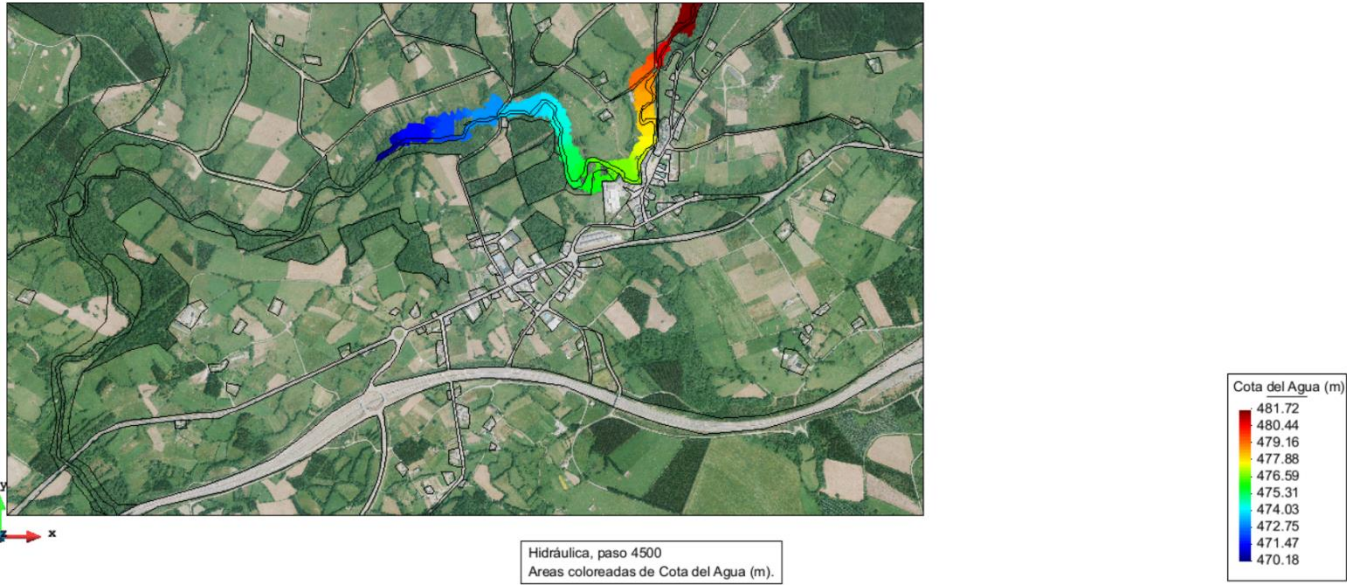 Cota del Agua (m)
481.72
480.44
479.16
477.88
476.59
475.31
474.03
472.75
471.47
470.18
y
z
x
Hidráulica, paso 4500
Areas coloreadas de Cota del Agua (m).